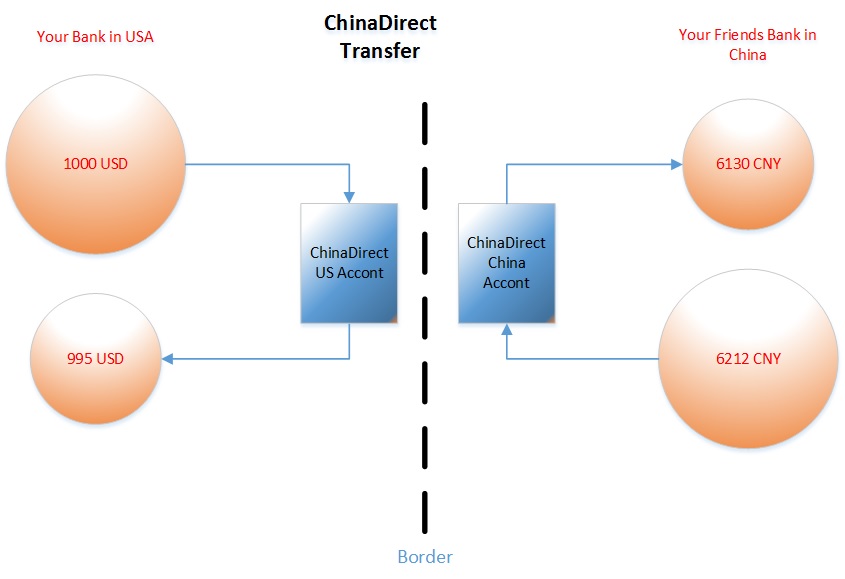 ChinaDirect
Transfer
Your Bank in USA
Your Friends Bank in
China
1000 USD
6130 CNY
ChinaDirect
US Accont
ChinaDirect
China
Accont
995 USD
6212 CNY
Border